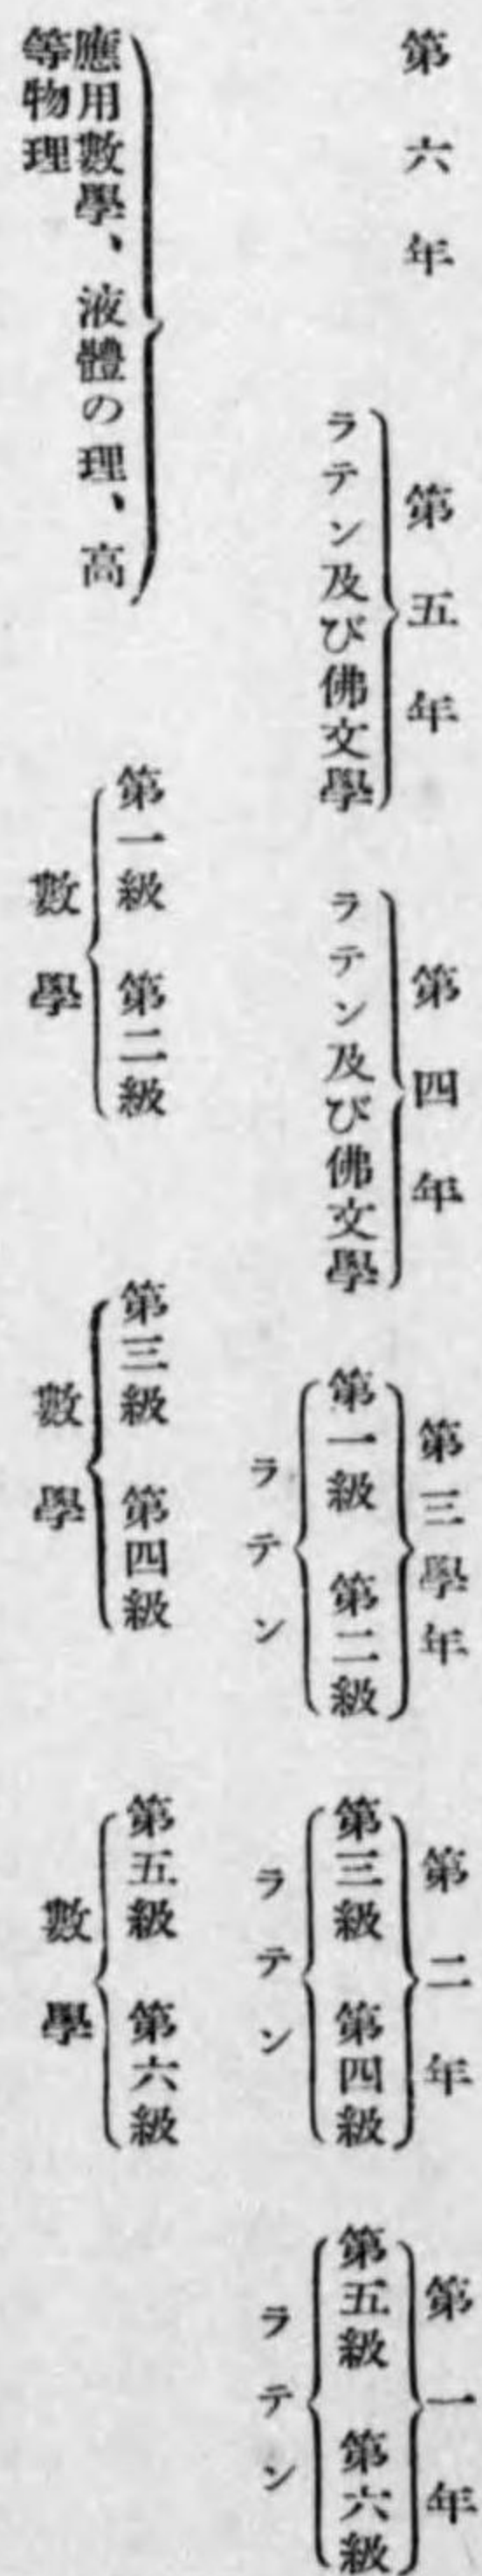 第六年
第五年
ラテン及び佛文學
第四年
ラテン及び佛文學
第三學年
第一級 第二級
ラテン
第二年
第三級 第四級
ラテン
第一年
第五級 第六級
ラテン
應用數學、液體の理、高
等物理
第一級 第二級
數學
第三級 第四級
數學
第五級 第六級
數學